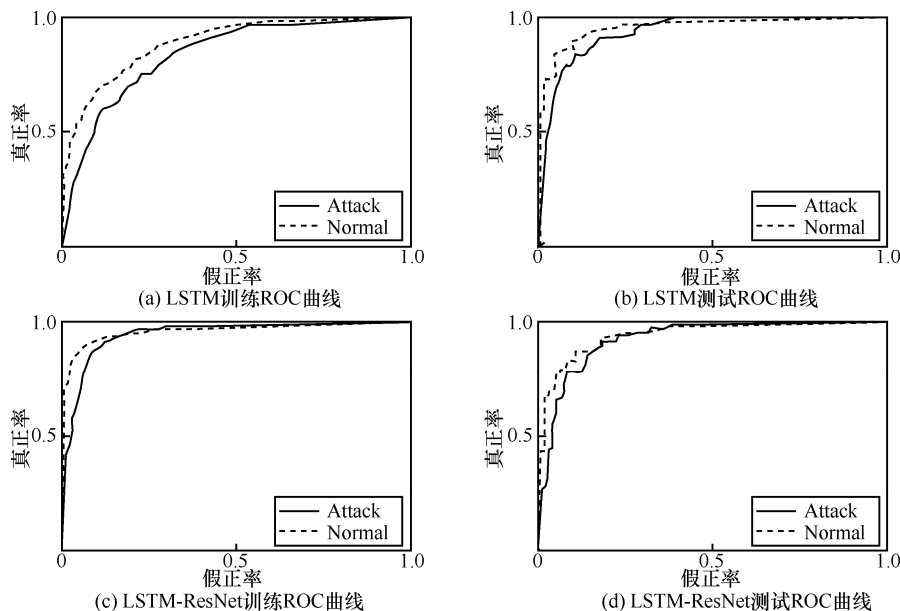 1.0
0.5
真正率
Attack
Normal
0
0.5
1.0
假正率
(a) LSTM训练ROC曲线
1.0
0.5
真正率
Attack
Normal
0
0.5
1.0
假正率
(b) LSTM测试ROC曲线
1.0
0.5
真正率
Attack
Normal
0
0.5
1.0
假正率
(c) LSTM-ResNet训练ROC曲线
1.0
0.5
真正率
Attack
Normal
0
0.5
1.0
假正率
(d) LSTM-ResNet测试ROC曲线